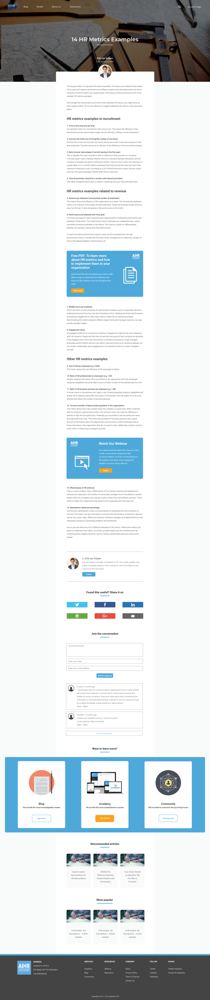 AIHR
ACADEMY
Blog
Books
About us
Resources
Student login
14 HR Metrics Examples
Reading time 6 minutes
Erik van Vulpen
Lead instructor AIHR
This blog provides 14 important HR metrics examples. HR metrics are indicators that enable
HR to track and measure performance on different aspects and ultimately predict the future.
However, not all HR metrics are created equal. In this blog we will provide some of the most
valuable HR metrics examples.
Even though this list provides some of the most essential HR metrics, you might come up
with a great number 19! You are welcome to suggest additional HR metrics in the comments
below.
HR metrics examples in recruitment
1. Time to hire (avg time per hire)
An important metric for recruitment is the 'time to hire'. This shows the efficiency of the
recruitment process and provides insight into the difficulty of filling a certain job position.
2. Cost per hire (total cost of hiring/the number of new hires)
Like the time to hire, the 'cost per hire' metric shows how much it costs the company to hire
new employees. This also serves as an indicator of the efficiency of the recruitment process.
3. Early turnover (percentage of recruits leaving in the first year)
This is arguably the most important metric to determine hiring success in a company.
This early leaver metric indicates whether there is a mismatch between the person and the
company or between the person and his/her position. Early turnover is also very expensive. It
usually takes 6 to 12 months before employees have fully learned the ropes and reach their
'Optimum Productivity Level'. According to a 2014 Oxford Economics report, the lost output
cost over this period averages £30,000 ($43,700) for new hires.
4. Time till promotion (avg time in months until internal promotion)
This rather straightforward metric is useful in explaining why your high potentials leave.
HR metrics examples related to revenue
5. Revenue per employee (revenue/total number of employees)
This metric shows the efficiency of the organization as a whole. The 'revenue per employee'
metric is an indicator of the quality of hired employees. Check this Business insider article to
view how the top 12 tech companies in the world score on this metric.
6. Performance and potential (the 9-box grid)
The 9-box grid appears when measuring and mapping both an individual's performance and
potential in three levels. This model shows which employees are underperformers, valued
specialists, emerging potentials or top talents. This metrics is great for differentiating
between, for example, wanted and unwanted turnover.
To read more about performance metrics, check out this comprehensive list with
performance metrics, including Net Promoter Score, management by objectives, number of
errors, 360-degree feedback, forced ranking, etc.
Free PDF: To learn more
about HR metrics and how
to implement them in your
organization
AIHR
ACADEMY
Data-driven HR starts by getting your metrics right.
Metrics help you determine the efficiency and
impact of the workforce and the HR department
itself.
Download
7. Billable hours per employee
This is the most concrete example of a performance measure, and it is especially relevant in
professional service firms (e.g. law and consultancy firms). Relating this kind of performance
to employee engagement or other input metrics makes for an interesting analysis.
Benchmarking this metrics between different departments and managers/partners can also
provide valuable insights.
8. Engagement rating
An engaged workforce is a productive workforce. Engagement might be the most important
'soft' HR outcome. People who like their job and who are proud of their company are generally
more engaged, even if the work environment is stressful and pressure is high. Engaged
employees perform better and are more likely to perceive stress as an exciting challenge, not
as a burden. Additionally, team engagement is an important metric for a team manager's
success.
Other HR metrics examples
9. Cost of HR per employee (e.g. $ 600)
This metric shows the cost efficiency of HR expressed in dollars.
10. Ratio of HR professionals to employees (e.g. 1:60)
Another measure that shows HR's cost efficiency. An organization with fully developed
analytical capabilities should be able to have a smaller number of HR professionals do more.
11. Ratio of HR business partners per employee (e.g. 1:80)
A similar metric to the previous one. Again, a set of highly developed analytics capabilities will
enable HR to measure and predict the impact of HR policies. This will enable HR to be more
efficient and reduce the number of business partners.
12. Turnover (number of leavers/total population in the organization)
This metric shows how many workers leave the company in a given year. When combined
with, for instance, a performance metric, the 'turnover' metric can track the difference in
attrition in high and low performers. Preferably you would like to see low performers leave
and high performers stay. This metric also provides HR business partners with a great
amount of information about the departments and functions in which employees feel at
home, and where in the organization they do not want to work. Additionally, attrition could be
a key metric in measuring a manager's success.
AIHR
ACADEMY
Watch Our Webinar
Get inspired and learn about the steps you need
to take to get started. During this FREE
20-minute webinar, we'll give an introduction to
HR analytics and share some inspiring HR
analytics success stories with you.
Watch
13. Effectiveness of HR software
This is a more complex metric. Effectiveness of, for instance, learning and development
software are measured in the number of active users, average time on the platform, session
length, total time on platform per user per month, screen flow, and software retention. These
metrics enable HR to determine what works for the employees and what does not.
14. Absenteeism (absence percentage)
Like turnover, absenteeism is also a strong indicator of dissatisfaction and a predictor of
turnover. This metric can give information to prevent this kind of leave, as long-term absence
can be very costly. Again, differences between individual managers and departments are very
interesting indicators of (potential) problems and bottlenecks.
As you can see there are a lot of different examples of HR metrics. While some metrics are
easier to implement than others, all of them provide insights into the workforce and HR.
Combining these insights will prove vital for making substantiated decisions with proven
impact.
by Erik van Vulpen
Erik van Vulpen is founder of Analytics in HR. He is writer, speaker and
trainer on people analytics. Erik is instructor in the HR Analytics Lead
course and the HR Analyst
Follow
Found this useful? Share it on
f
in
it!
G+
Join the conversation
Join the discussion...
Enter your name
Enter your e-mail address
Submit response
Crystal • a month ago
I would agree with the comments below regarding the "how to" best simplify
and present this material in a format which is both useful, practical and
pliable for various situations. Does your class teach skills in presenting the
information to facilitate better decision making? Or, are you required to have
an in depth knowledge of data analytics or data science?
Reply • Share
Paulette • 4 months ago
Hi there, just wanted to tell you, I loved this article.
It was inspiring. Keep on posting!
Reply • Share
Show all responses
Want to learn more?
Blog
We provide the most knowledgeable content
See more
Academy
We provide the most comprehensive courses
Get started
Community
We're excited to announce the upcoming Forum
Coming soon
Recommended articles
Experts explain
best practices for
HR data analytics
[VIDEO] The
Difference Between
People Analytics and
HR Analytics
Case Study: Should
an Algorithm Tell
You Who to
Promote?
Most popular
5 HR Analyst Job
Descriptions – A Brief
Analysis
5 HR Analyst Job
Descriptions – A Brief
Analysis
5 HR Analyst Job
Descriptions – A Brief
Analysis
AIHR
BLOG & ACADEMY
ADDRESS
Analytics in HR B.V.
516 Blaak, 3011TA Rotterdam
The Netherlands
SERVICES
Academy
Blog
Community
RESOURCES
Webinar
Repository
COMPANY
About
Privacy Policy
Terms of Service
Contact Us
FOLLOW
Twitter
LinkedIn
Facebook
BOOKS
People Analytics
Doing HR Analystics
Copyright © 2016 - 2018 Analytics in HR